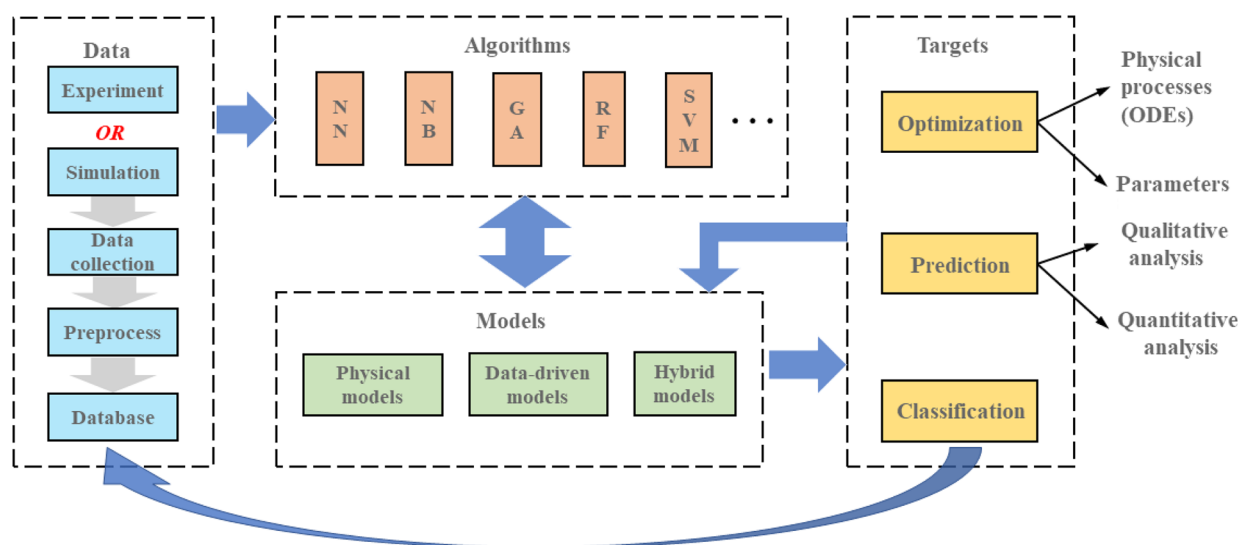 Data
Experiment
OR
Simulation
Data
collection
Preprocess
Database
Algorithms
N
N
N
B
G
A
R
F
S
V
M
...
Models
Physical
models
Data-driven
models
Hybrid
models
Targets
Optimization
Prediction
Classification
Physical
processes
(ODEs)
Parameters
Qualitative
analysis
Quantitative
analysis